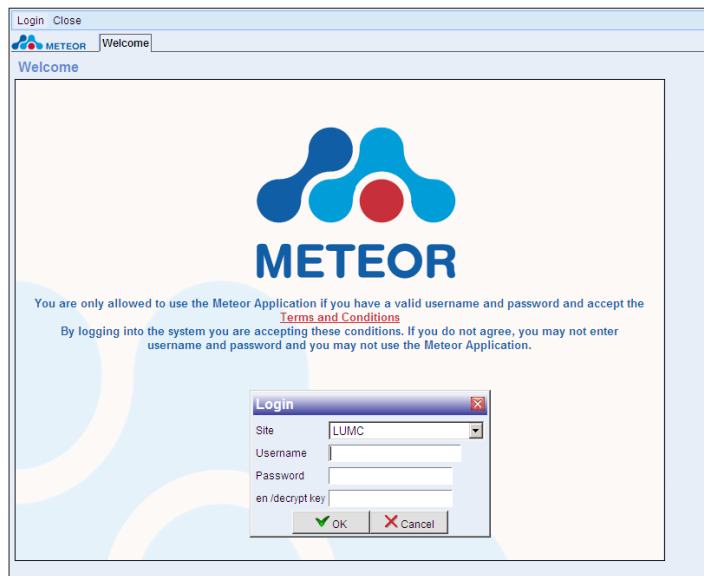 Login Close
METEOR Welcome
Welcome
METEOR
You are only allowed to use the Meteor Application if you have a valid username and password and accept the
Terms and Conditions
By logging into the system you are accepting these conditions. If you do not agree, you may not enter
username and password and you may not use the Meteor Application.
Login
Site LUMC
Username
Password
en /decrypt key
OK Cancel